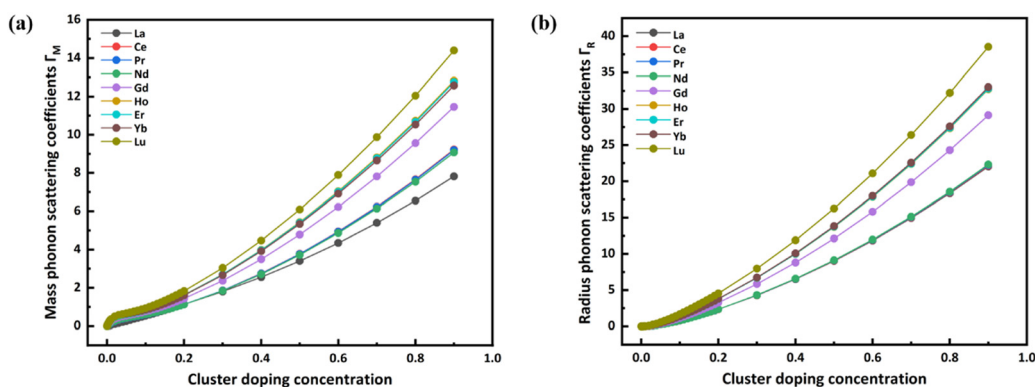 (a)
Mass phonon scattering coefficients ΓM
16
14
12
10
8
6
4
2
0
La
Ce
Pr
Nd
Gd
Ho
Er
Yb
Lu
0.0
0.2
0.4
0.6
0.8
1.0
Cluster doping concentration
(b)
Radius phonon scattering coefficients ΓR
40
35
30
25
20
15
10
5
0
La
Ce
Pr
Nd
Gd
Ho
Er
Yb
Lu
0.0
0.2
0.4
0.6
0.8
1.0
Cluster doping concentration